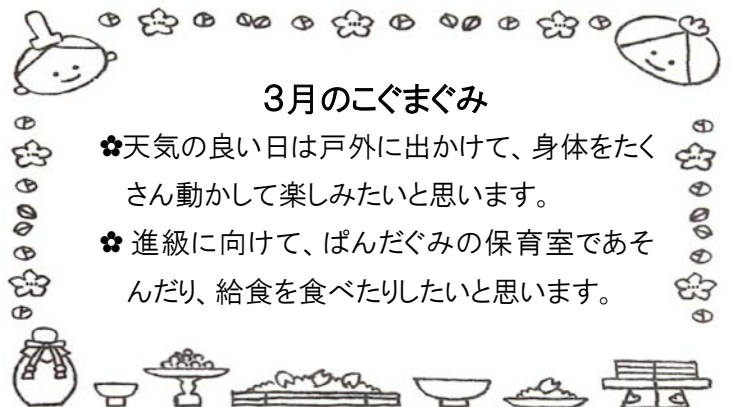 ３月のこぐまぐみ
✿天気の良い日は戸外に出かけて、身体をたく
さん動かして楽しみたいと思います。
✿ 進級に向けて、ぱんだぐみの保育室であそ
んだり、給食を食べたりしたいと思います。